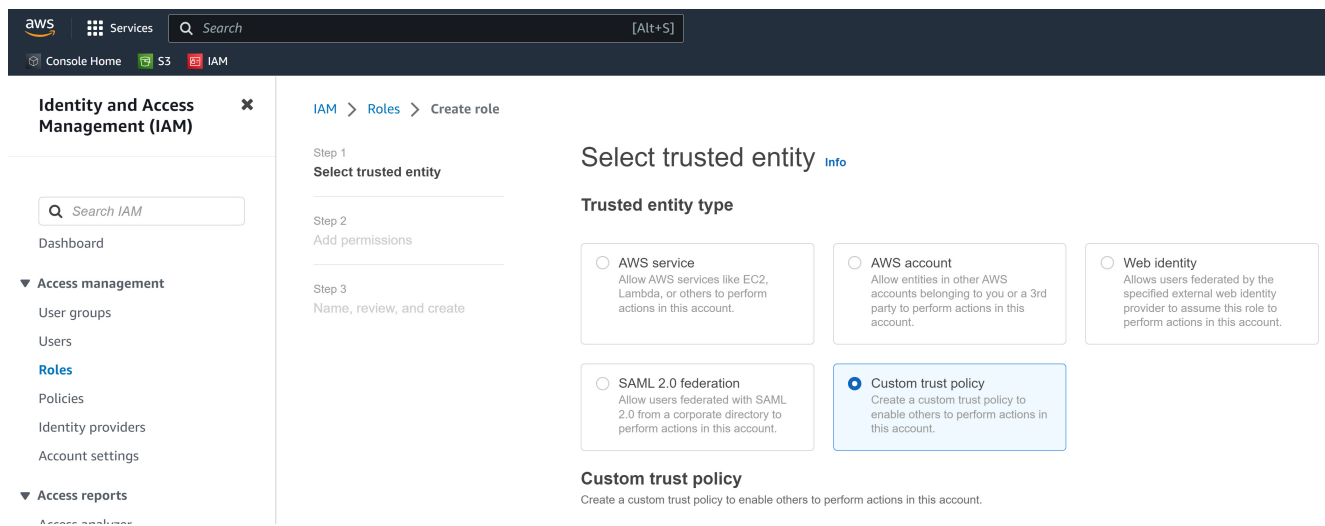 aws
Services
Search
[Alt+S]
Console Home
S3
IAM
Identity and Access
Management (IAM)
Search IAM
Dashboard
Access management
User groups
Users
Roles
Policies
Identity providers
Account settings
Access reports
Access analyzer
IAM > Roles > Create role
Step 1
Select trusted entity
Step 2
Add permissions
Step 3
Name, review, and create
Select trusted entity Info
Trusted entity type
AWS service
Allow AWS services like EC2,
Lambda, or others to perform
actions in this account.
AWS account
Allow entities in other AWS
accounts belonging to you or a 3rd
party to perform actions in this
account.
Web identity
Allows users federated by the
specified external web identity
provider to assume this role to
perform actions in this account.
SAML 2.0 federation
Allow users federated with SAML
2.0 from a corporate directory to
perform actions in this account.
Custom trust policy
Create a custom trust policy to
enable others to perform actions in
this account.
Custom trust policy
Create a custom trust policy to enable others to perform actions in this account.